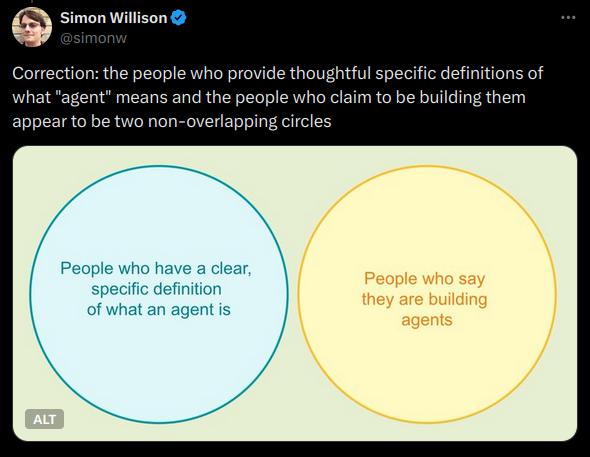 Simon Willison
@simonw
Correction: the people who provide thoughtful specific definitions of
what "agent" means and the people who claim to be building them
appear to be two non-overlapping circles
People who have a clear,
specific definition
of what an agent is
People who say
they are building
agents
ALT